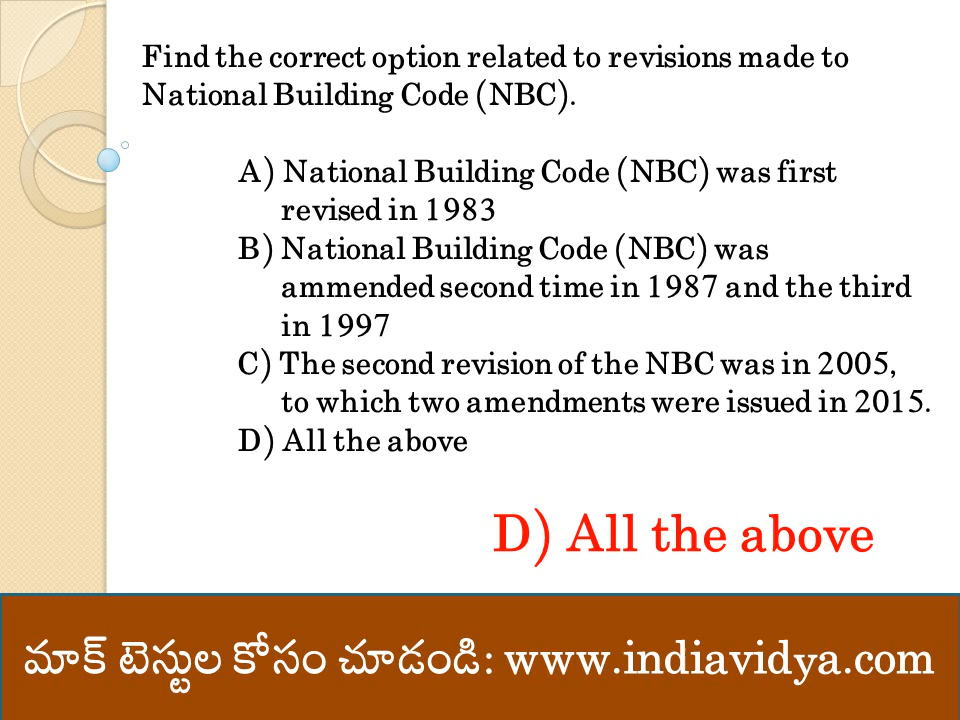 Find the correct option related to revisions made to
National Building Code (NBC).
A) National Building Code (NBC) was first
revised in 1983
B) National Building Code (NBC) was
ammended second time in 1987 and the third
in 1997
C) The second revision of the NBC was in 2005,
to which two amendments were issued in 2015.
D) All the above
D) All the above
మాక్ టెస్టుల కోసం చూడండి: www.indiavidya.com